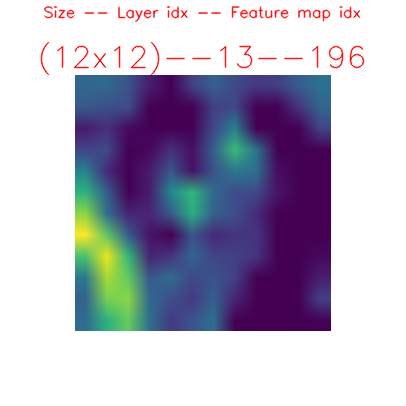 Size -- Layer idx -- Feature map idx
(12x12)--13--196